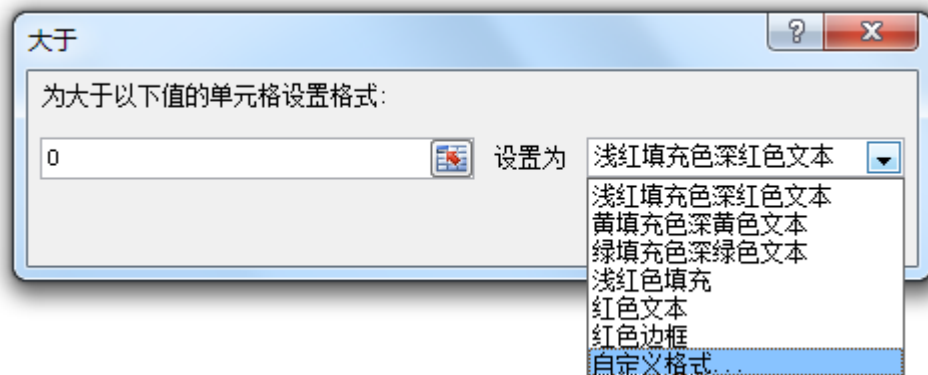 大于
为大于以下值的单元格设置格式:
0 设置为 浅红填充色深红色文本
浅红填充色深红色文本
黄填充色深黄色文本
绿填充色深绿色文本
浅红色填充
红色文本
红色边框
自定义格式...